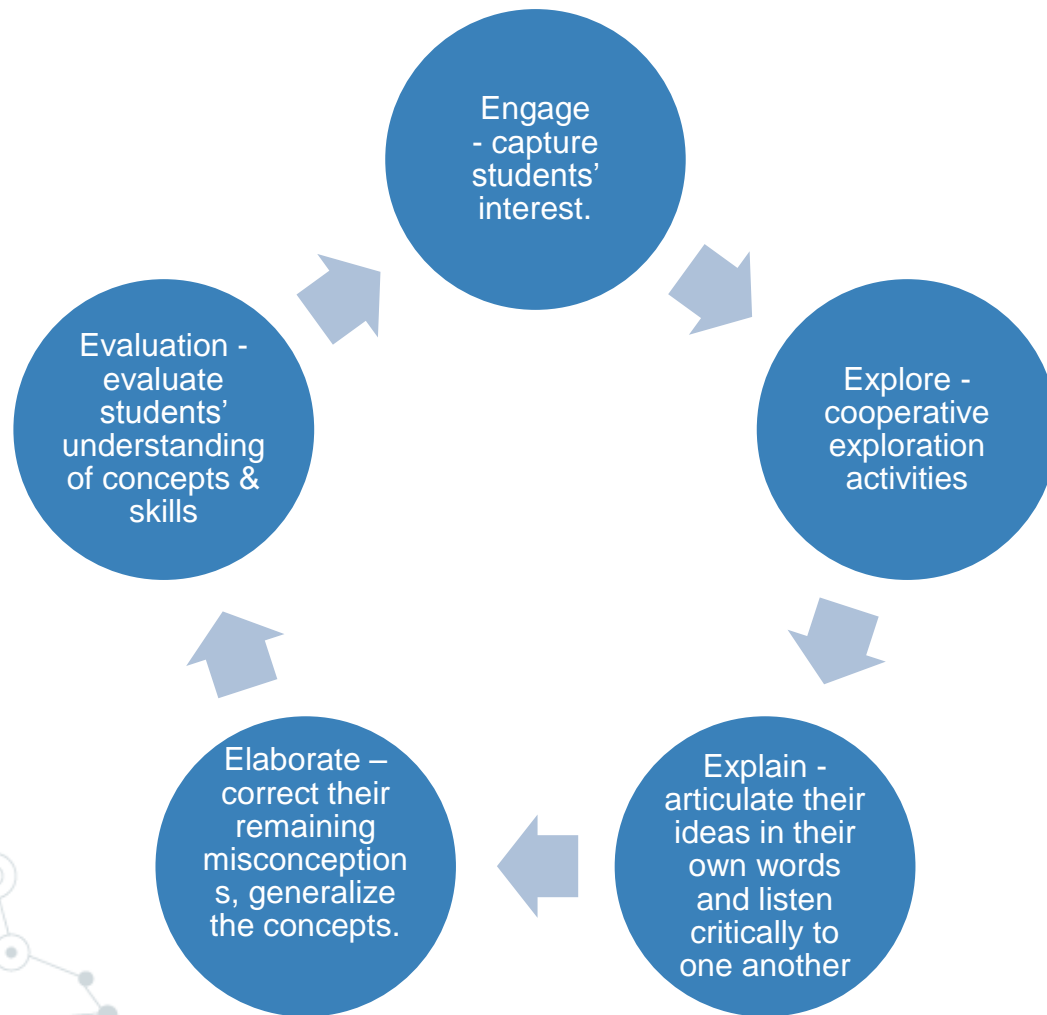 Engage
- capture
students’
interest.
Explore -
cooperative
exploration
activities
Explain -
articulate their
ideas in their
own words
and listen
critically to
one another
Elaborate –
correct their
remaining
misconception
s, generalize
the concepts.
Evaluation -
evaluate
students’
understanding
of concepts &
skills